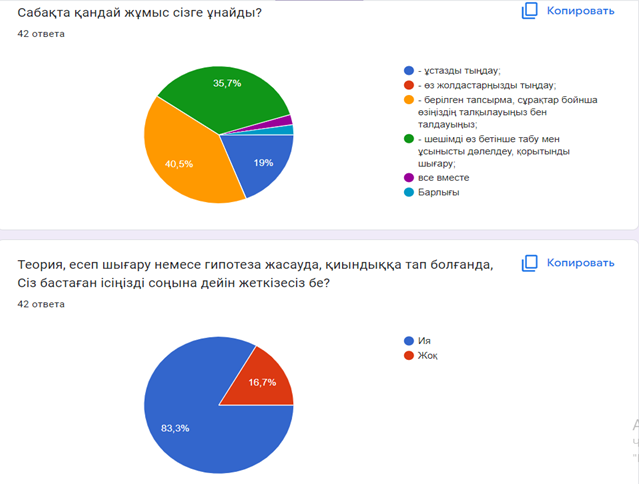 Сабақта қандай жұмыс сізге ұнайды?
Копировать
42 ответа
35,7%
40,5%
19%
- ұстазды тыңдау;
- өз жолдастарңызды тыңдау;
- берілген тапсырма, сұрақтар бойнша
өзіңіздің талқылауыңыз бен
талдауыңыз;
- шешімді өз бетінше табу мен
ұсынысты дәлелдеу, қорытынды
шығару;
все вместе
Барлығы
Теория, есеп шығару немесе гипотеза жасауда, қиындыққа тап болғанда,
Сіз бастаған ісіңізді соңына дейін жеткізесіз бе?
Копировать
42 ответа
16,7%
83,3%
Ия
Жоқ